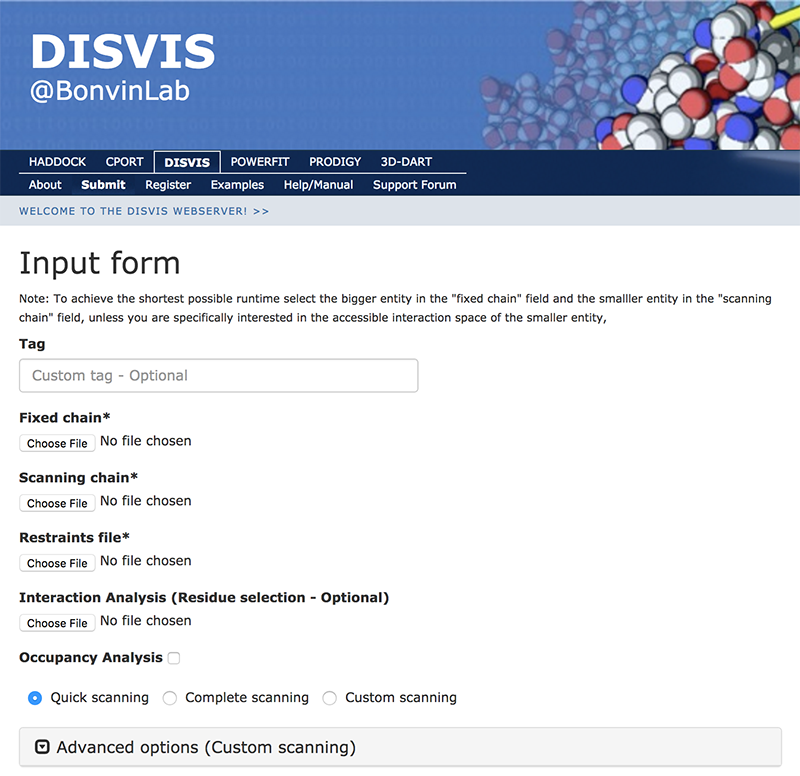 DISVIS
@BonvinLab
HADDOCK CPORT DISVIS POWERFIT PRODIGY 3D-DART
About Submit Register Examples Help/Manual Support Forum
WELCOME TO THE DISVIS WEBSERVER! >>
Input form
Note: To achieve the shortest possible runtime select the bigger entity in the "fixed chain" field and the smalller entity in the "scanning
chain" field, unless you are specifically interested in the accessible interaction space of the smaller entity,
Tag
Custom tag - Optional
Fixed chain*
Choose File No file chosen
Scanning chain*
Choose File No file chosen
Restraints file*
Choose File No file chosen
Interaction Analysis (Residue selection - Optional)
Choose File No file chosen
Occupancy Analysis
Quick scanning Complete scanning Custom scanning
Advanced options (Custom scanning)